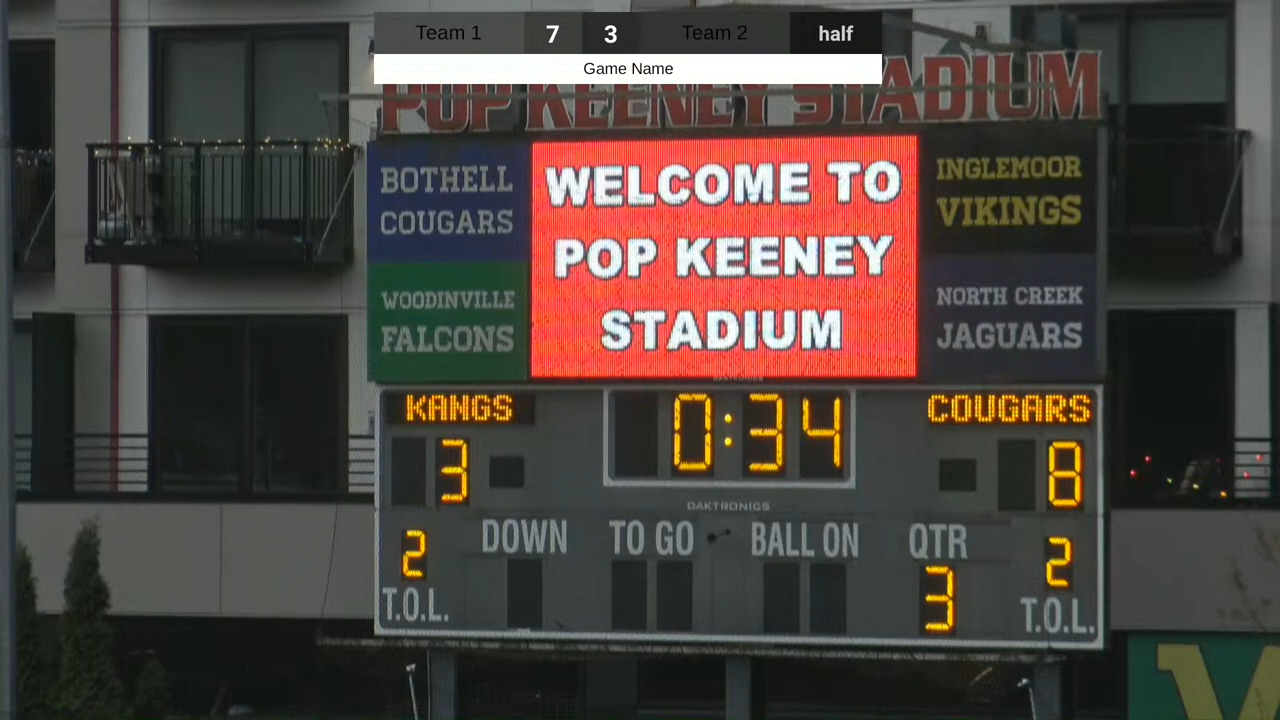 Team 1 7 3 Team 2 half
Game Name
POP KEENEY STADIUM
BOTHELL
COUGARS
WOODINVILLE
FALCONS
WELCOME TO
POP KEENEY
STADIUM
INGLEMOOR
VIKINGS
NORTH CREEK
JAGUARS
DAKTRONICS
KANGS 0:34 COUGARS
3 8
DAKTRONICS
DOWN TO GO BALL ON QTR
2 3 2
T.O.L. T.O.L.